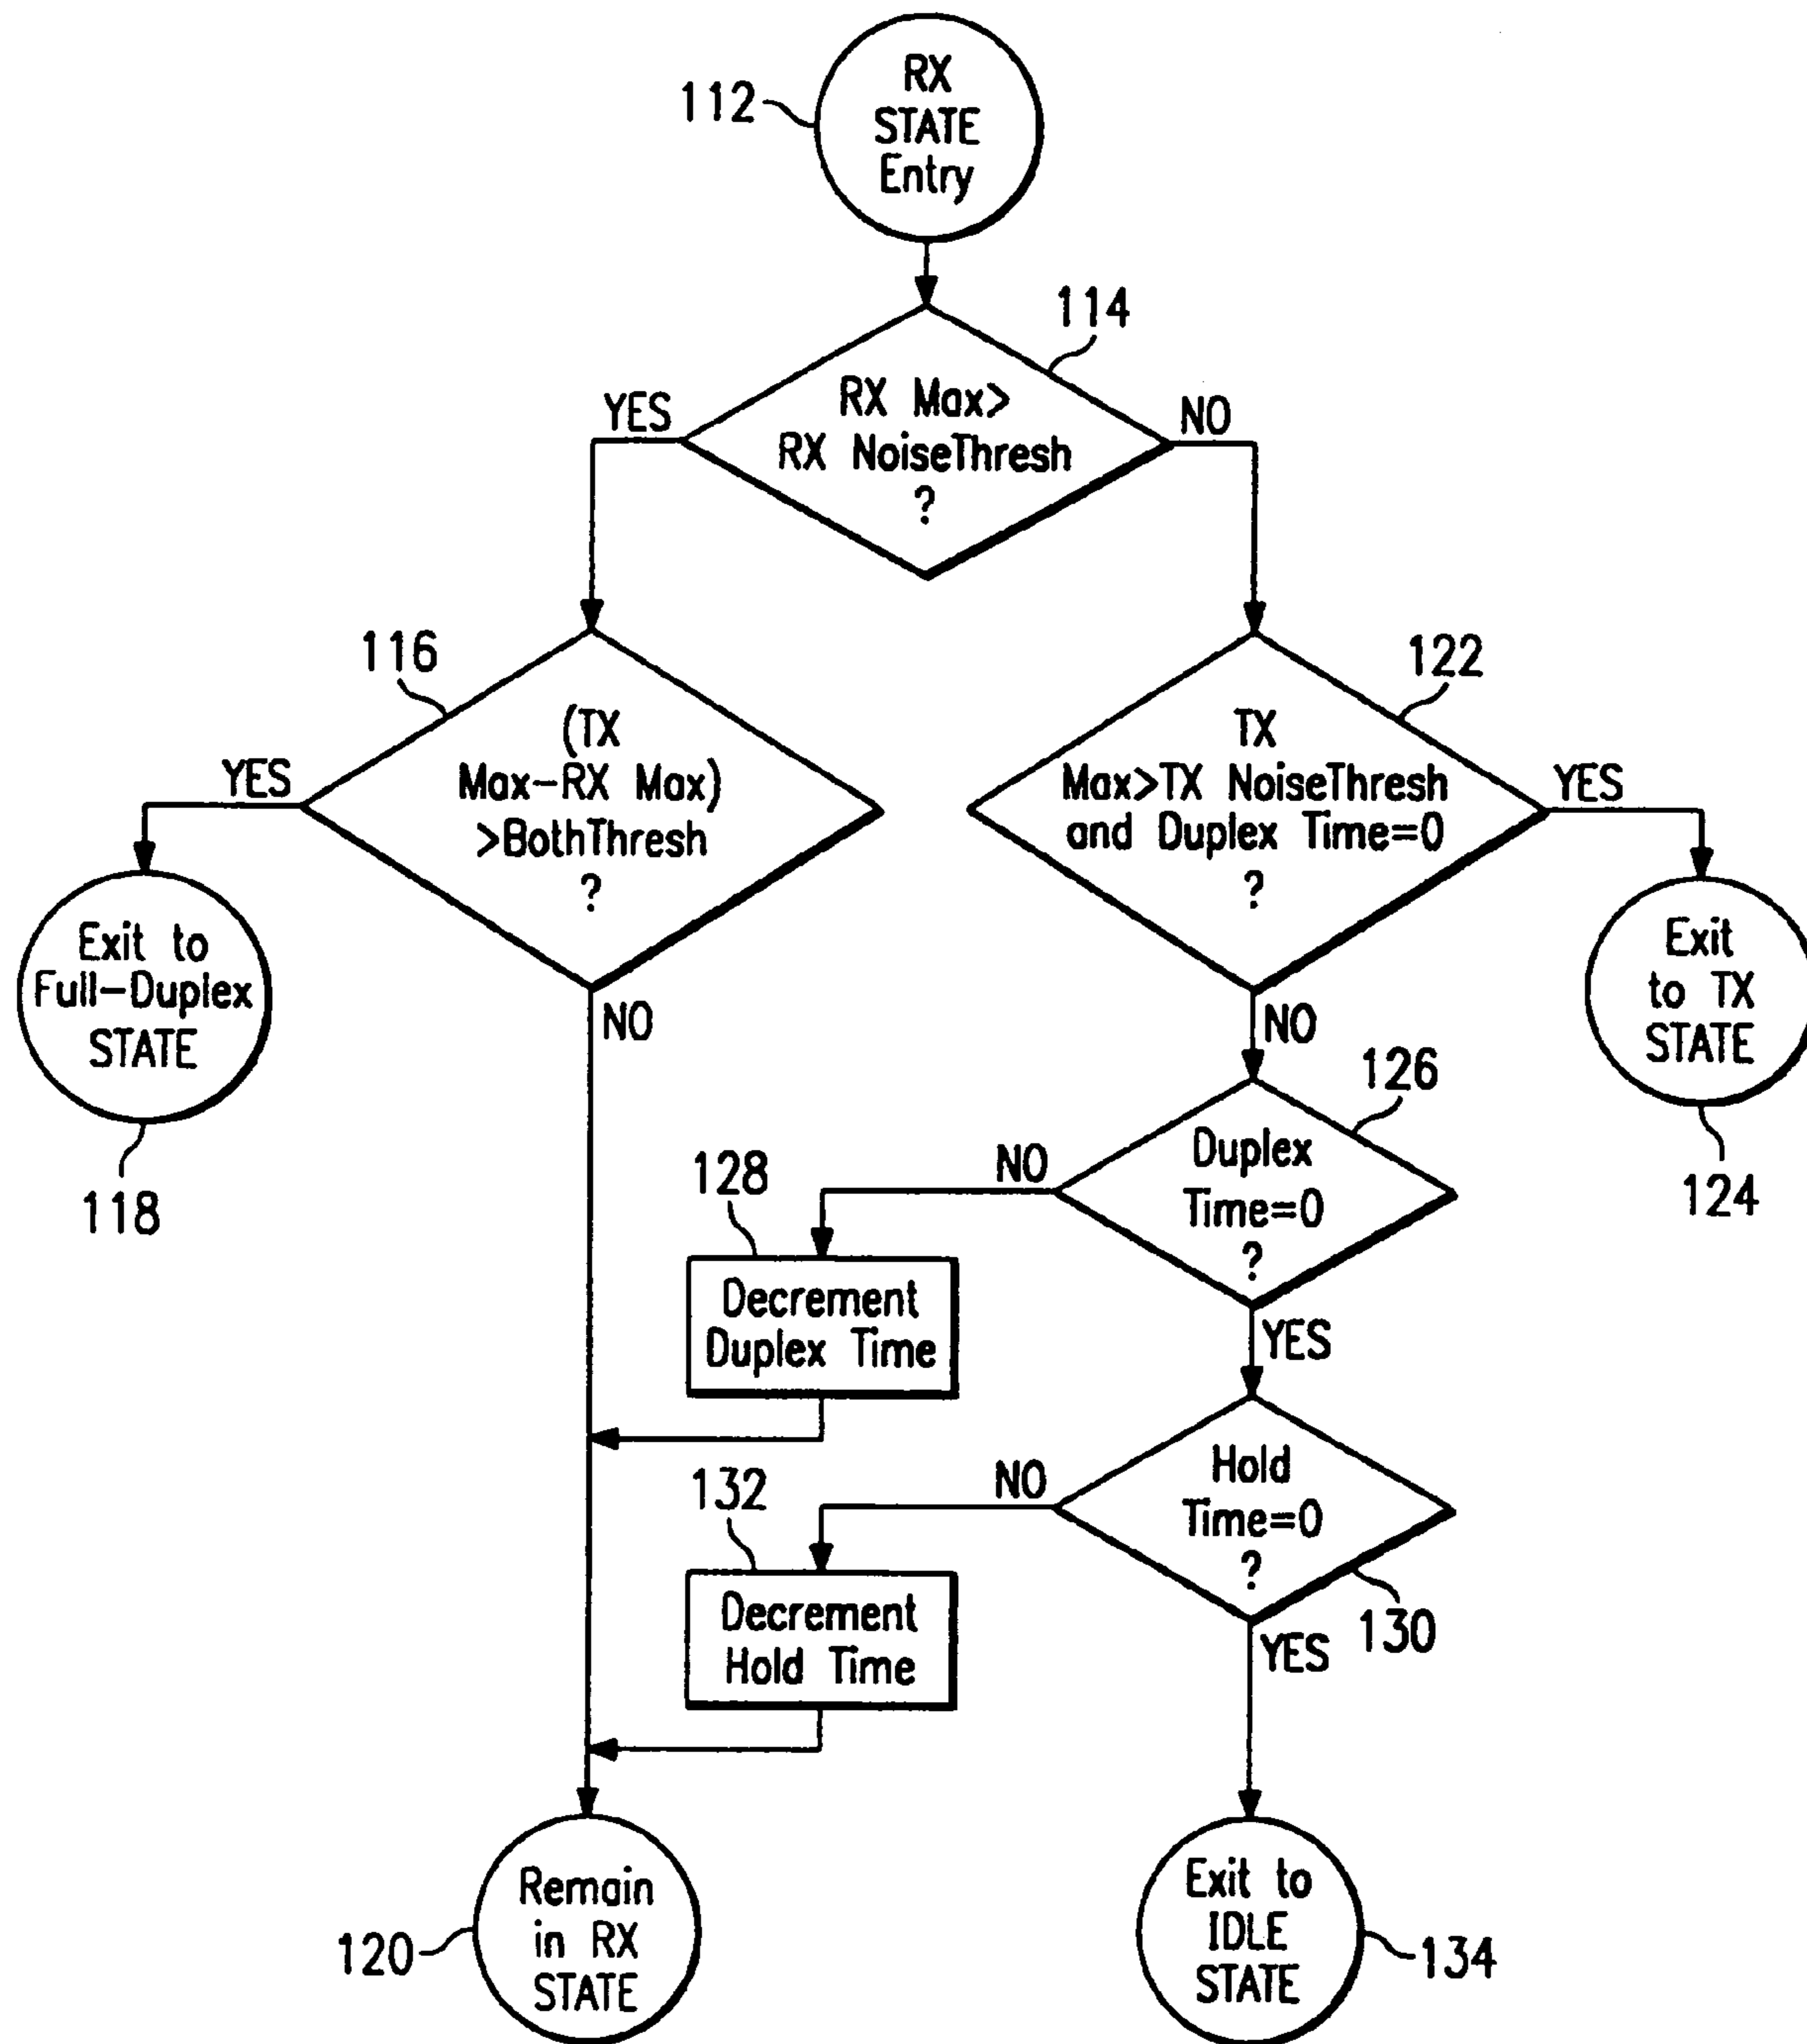 RX
STATE
Entry
112
114
RX Max>
RX NoiseThresh
?
YES
NO
116
122
(TX
Max-RX Max)
>BothThresh
?
YES
NO
TX
Max>TX NoiseThresh
and Duplex Time=0
?
YES
NO
Exit to
Full-Duplex
STATE
118
Exit
to TX
STATE
124
126
Duplex
Time=0
?
NO
YES
128
Decrement
Duplex Time
Hold
Time=0
?
NO
YES
130
132
Decrement
Hold Time
Remain
in RX
STATE
120
Exit to
IDLE
STATE
134